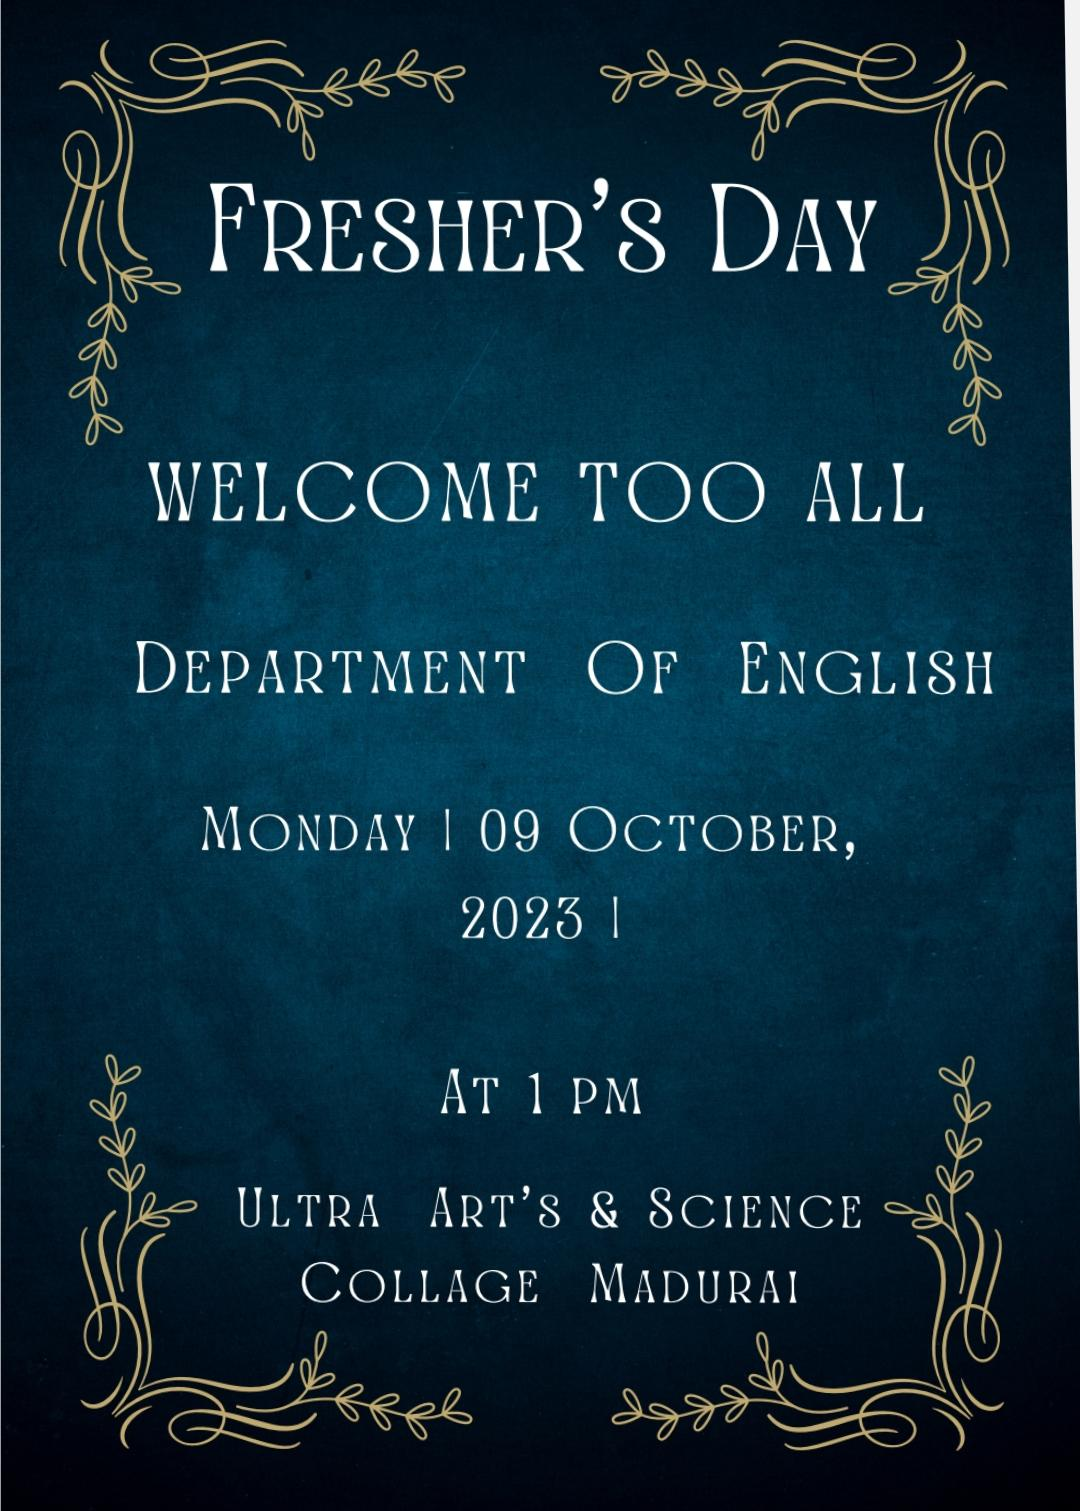 Fresher's Day
WELCOME TOO ALL
Department Of English
Monday | 09 October,
2023 |
At 1 pm
Ultra Art's & Science
Collage Madurai